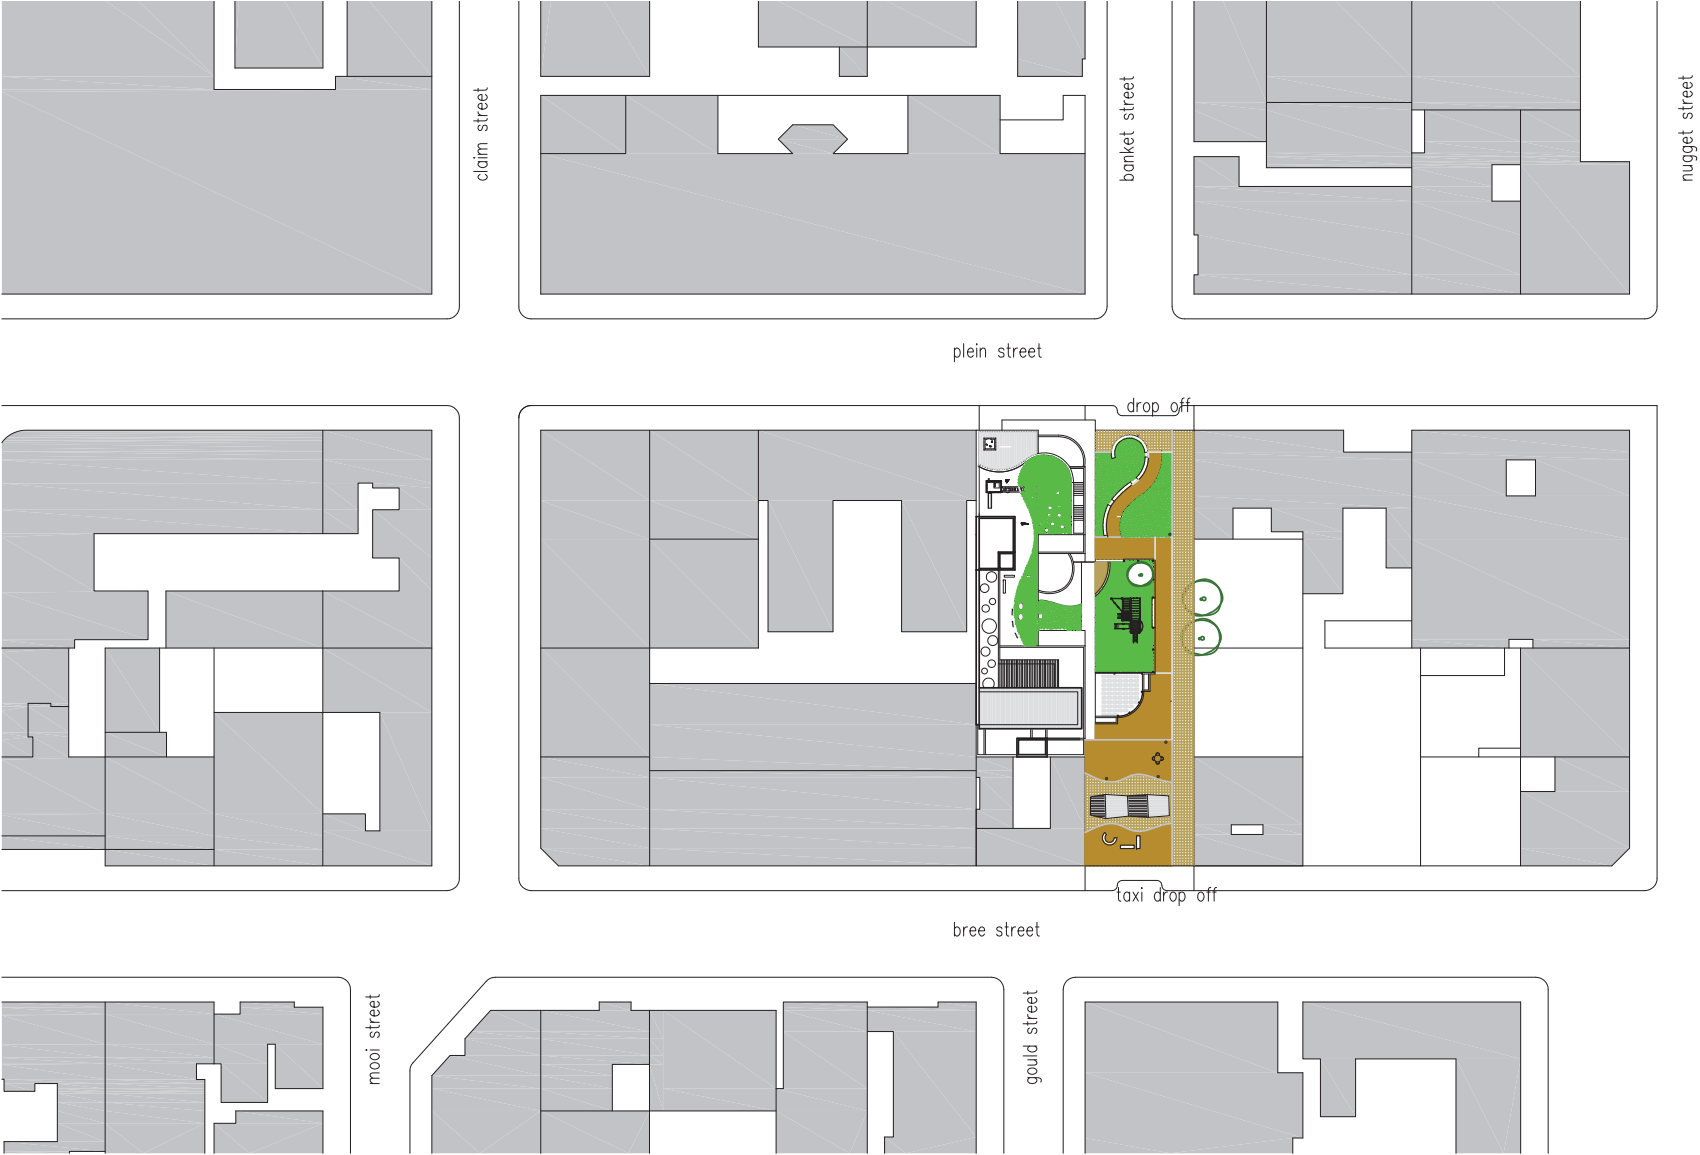 claim street
banket street
nugget street
plein street
drop off
taxi drop off
bree street
mooi street
gould street